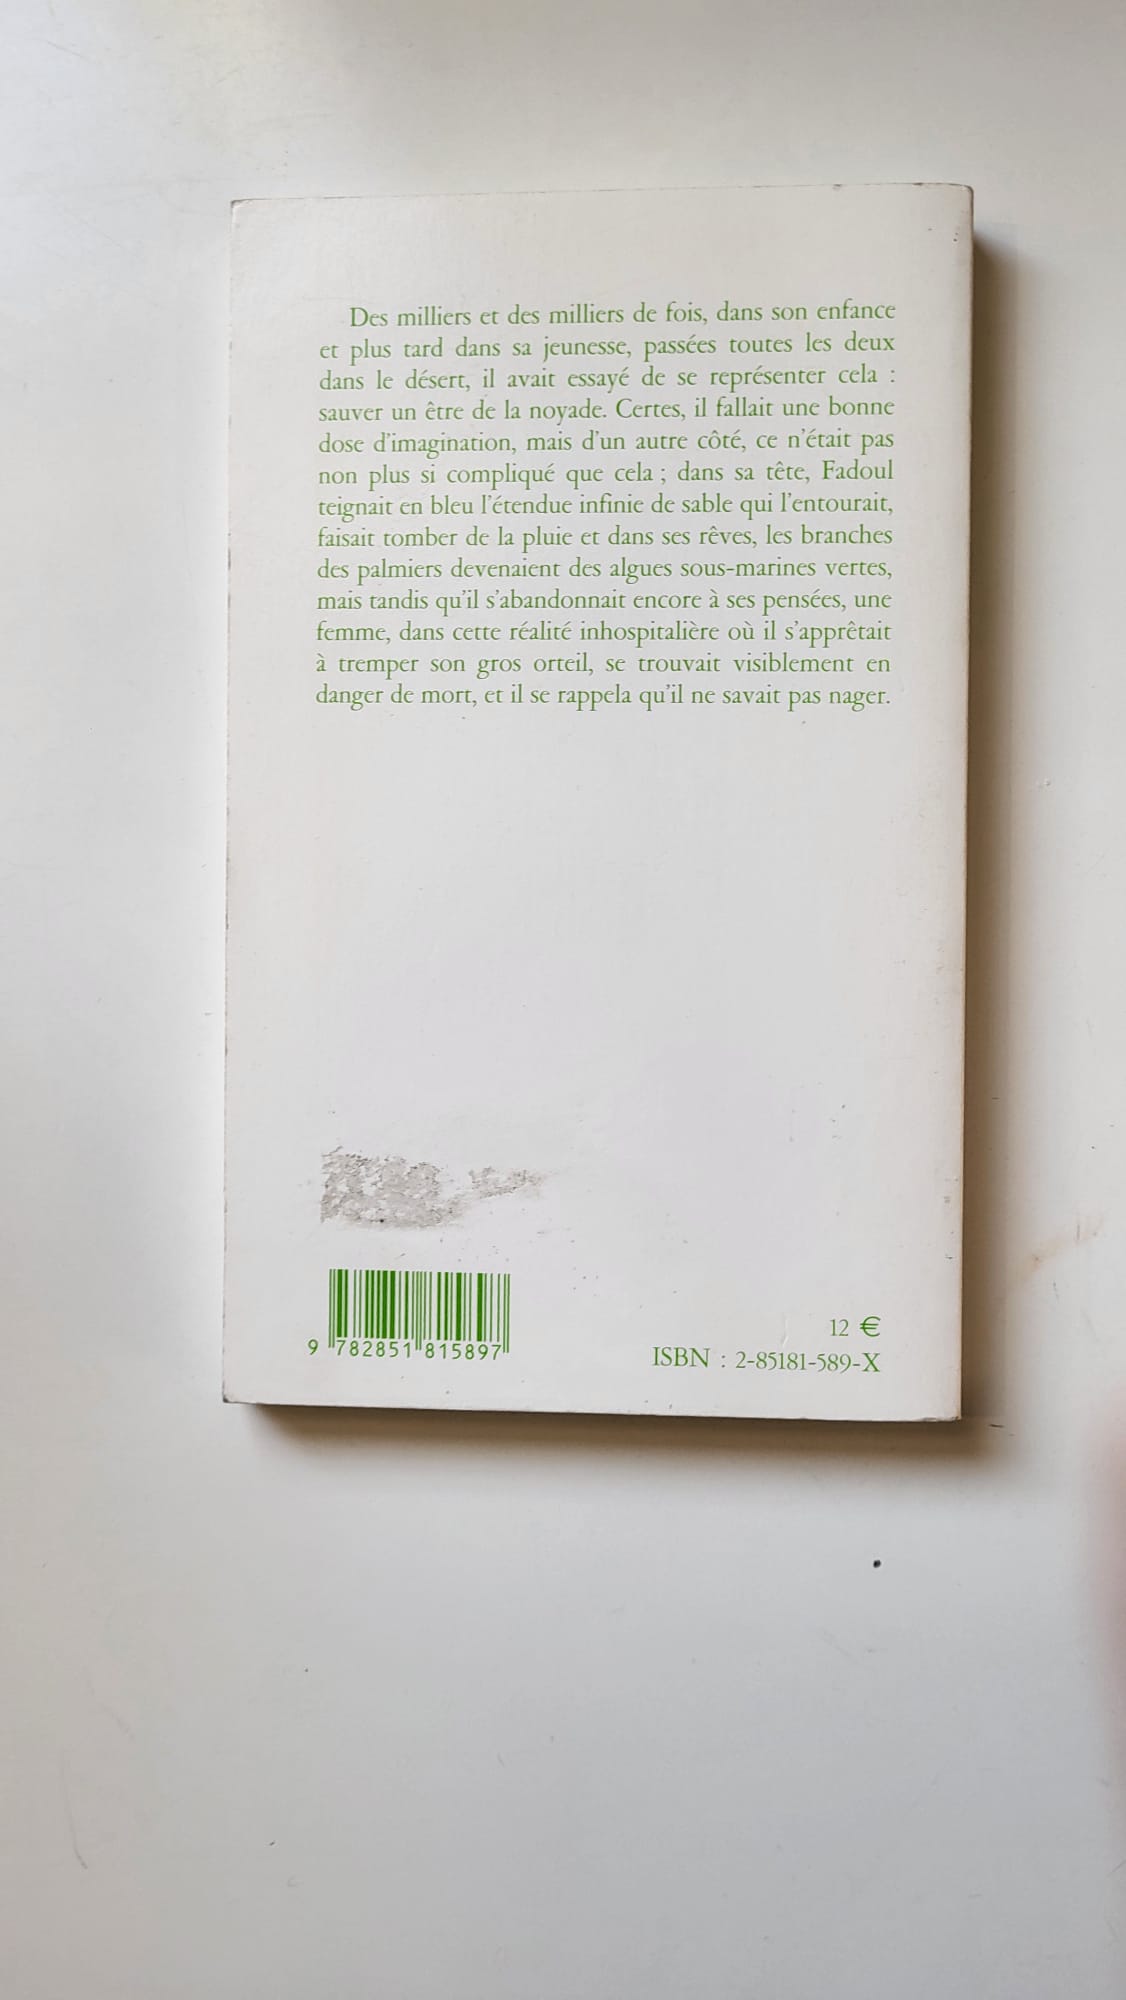 Des milliers et des milliers de fois, dans son enfance
et plus tard dans sa jeunesse, passées toutes les deux
dans le désert, il avait essayé de se représenter cela :
sauver un être de la noyade. Certes, il fallait une bonne
dose d'imagination, mais d'un autre côté, ce n'était pas
non plus si compliqué que cela ; dans sa tête, Fadoul
teignait en bleu l'étendue infinie de sable qui l'entourait,
faisait tomber de la pluie et dans ses rêves, les branches
des palmiers devenaient des algues sous-marines vertes,
mais tandis qu'il s'abandonnait encore à ses pensées, une
femme, dans cette réalité inhospitalière où il s'apprêtait
à tremper son gros orteil, se trouvait visiblement en
danger de mort, et il se rappela qu'il ne savait pas nager.
9 782851 815897
12 €
ISBN : 2-85181-589-X